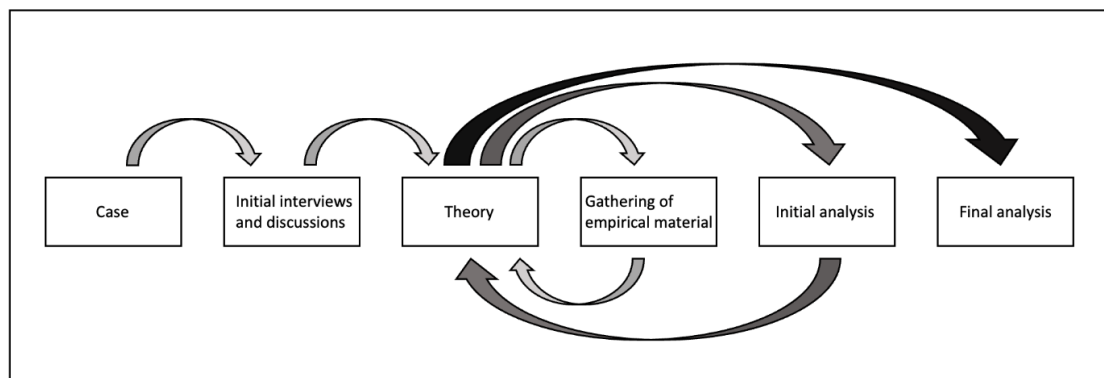 Case
Initial interviews
and discussions
Theory
Gathering of
empirical material
Initial analysis
Final analysis